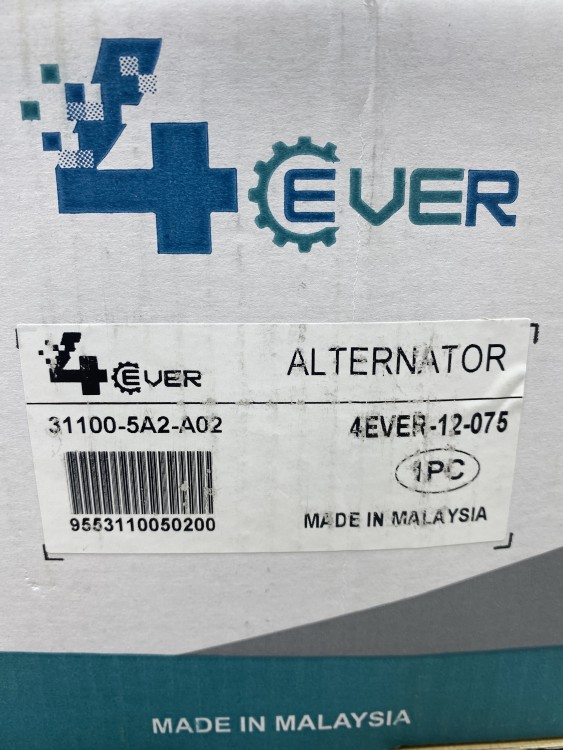 4EVER
4EVER ALTERNATOR
31100-5A2-A02 4EVER-12-075
1PC
9553110050200 MADE IN MALAYSIA
MADE IN MALAYSIA